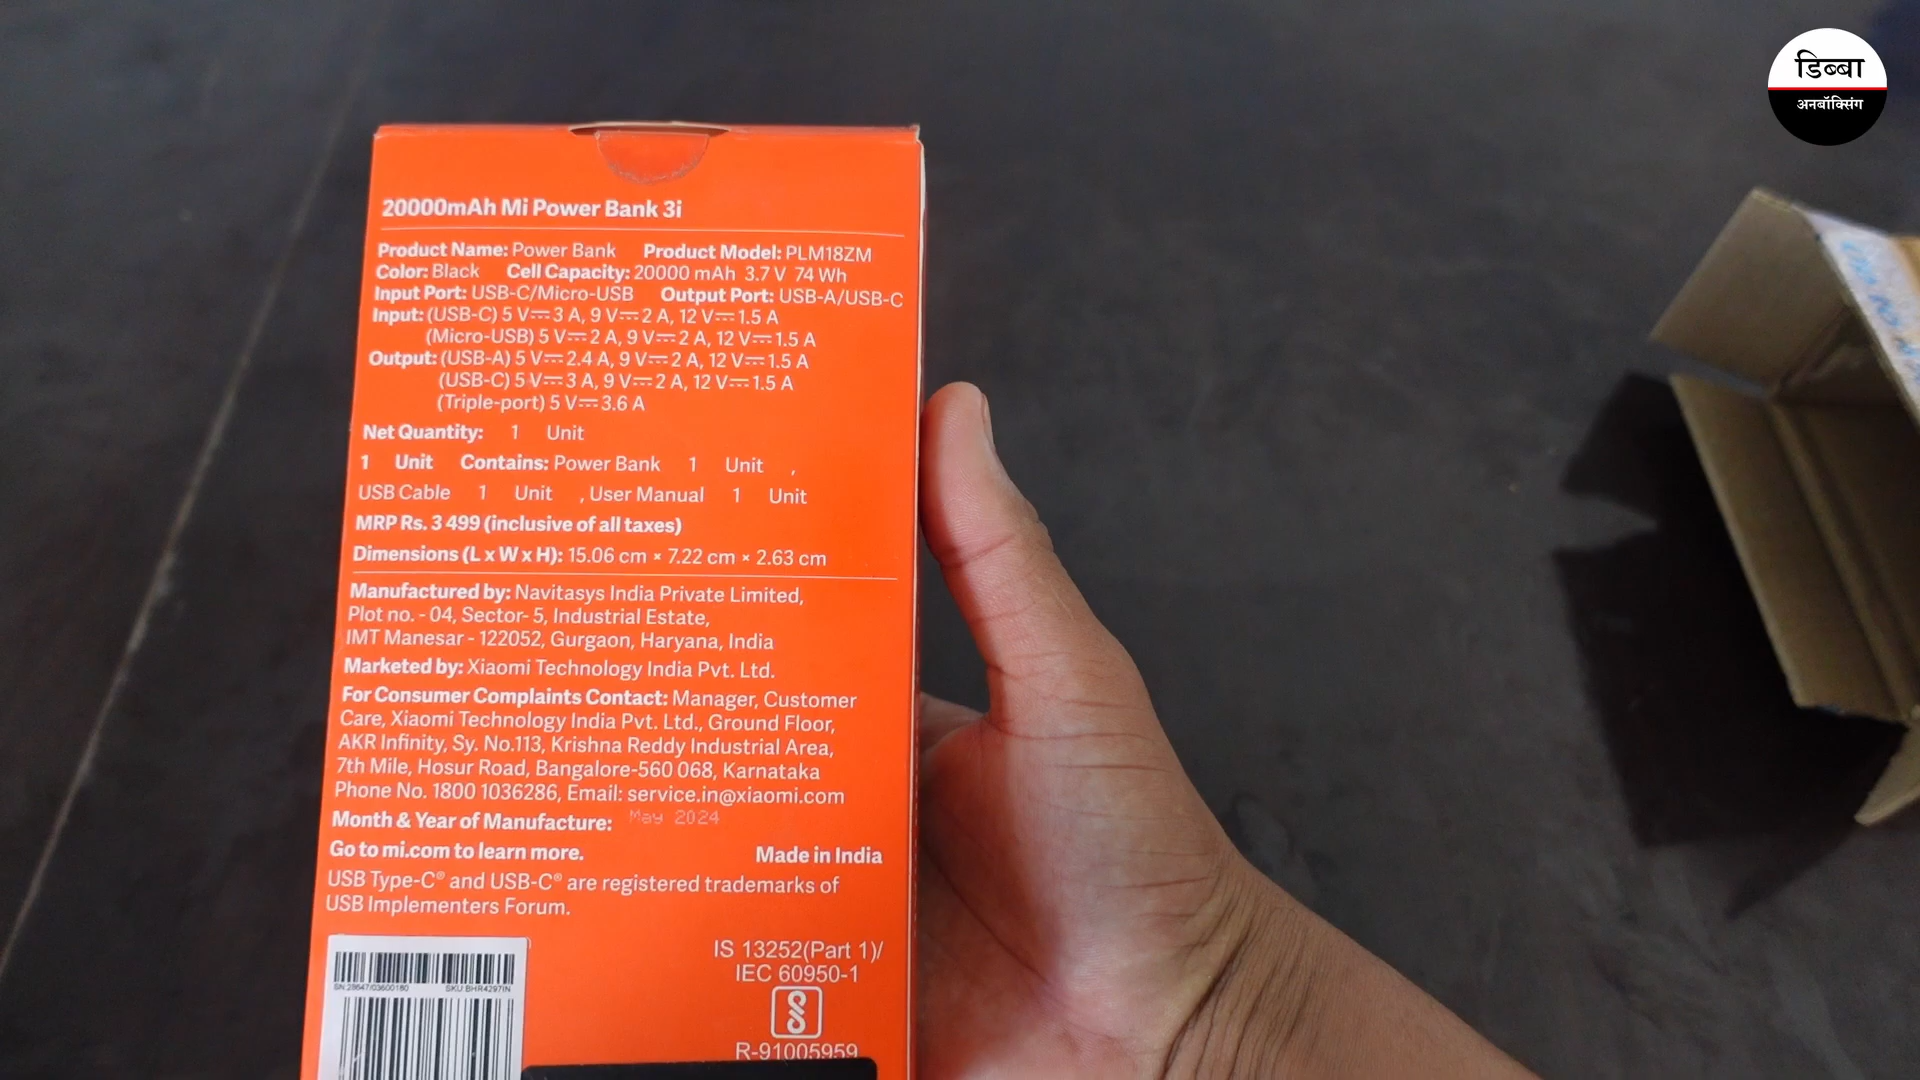 डिब्बा
अनबॉक्सिंग
20000mAh Mi Power Bank 3i
Product Name: Power Bank Product Model: PLM18ZM
Color: Black Cell Capacity: 20000 mAh 3.7 V 74 Wh
Input Port: USB-C/Micro-USB Output Port: USB-A/USB-C
Input: (USB-C) 5 V⎓3 A, 9 V⎓2 A, 12 V⎓1.5 A
(Micro-USB) 5 V⎓2 A, 9 V⎓2 A, 12 V⎓1.5 A
Output: (USB-A) 5 V⎓2.4 A, 9 V⎓2 A, 12 V⎓1.5 A
(USB-C) 5 V⎓3 A, 9 V⎓2 A, 12 V⎓1.5 A
(Triple-port) 5 V⎓3.6 A
Net Quantity: 1 Unit
1 Unit Contains: Power Bank 1 Unit ,
USB Cable 1 Unit , User Manual 1 Unit
MRP Rs. 3 499 (inclusive of all taxes)
Dimensions (L x W x H): 15.06 cm × 7.22 cm × 2.63 cm
Manufactured by: Navitasys India Private Limited,
Plot no. - 04, Sector- 5, Industrial Estate,
IMT Manesar - 122052, Gurgaon, Haryana, India
Marketed by: Xiaomi Technology India Pvt. Ltd.
For Consumer Complaints Contact: Manager, Customer
Care, Xiaomi Technology India Pvt. Ltd., Ground Floor,
AKR Infinity, Sy. No.113, Krishna Reddy Industrial Area,
7th Mile, Hosur Road, Bangalore-560 068, Karnataka
Phone No. 1800 1036286, Email: service.in@xiaomi.com
Month & Year of Manufacture: May 2024
Go to mi.com to learn more. Made in India
USB Type-C® and USB-C® are registered trademarks of
USB Implementers Forum.
SN:28647/03600180 SKU:BHR4297IN
IS 13252(Part 1)/
IEC 60950-1
R-91005959